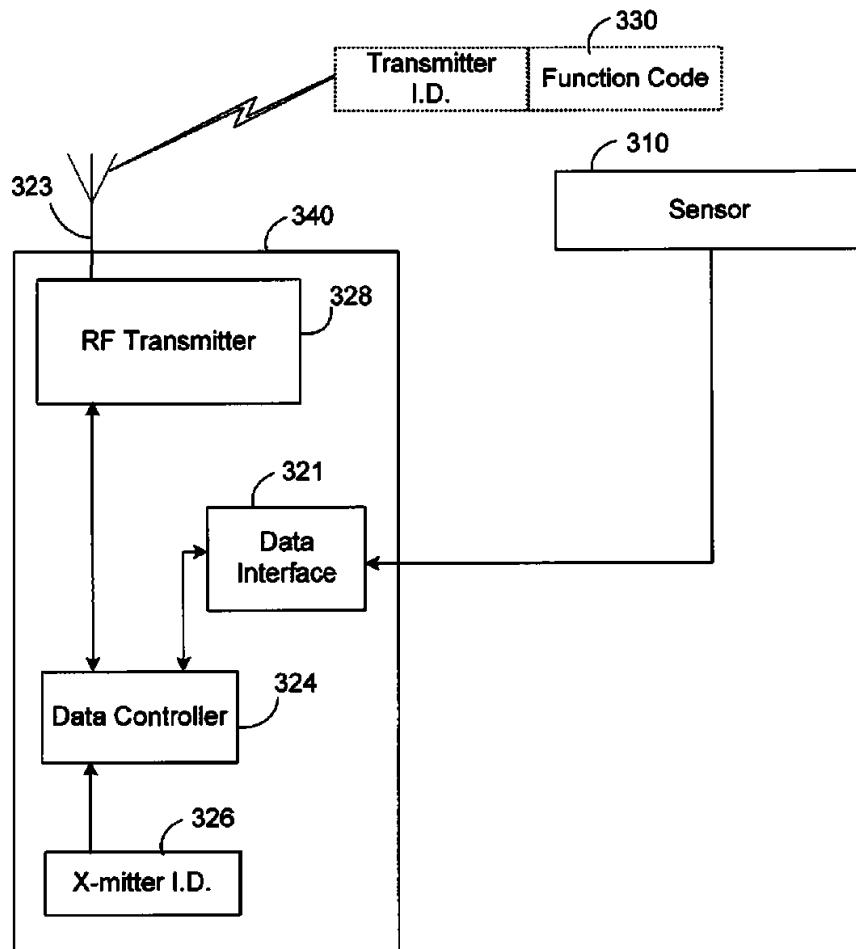 330
Transmitter
I.D.
Function Code
310
Sensor
323
340
328
RF Transmitter
321
Data
Interface
324
Data Controller
326
X-mitter I.D.